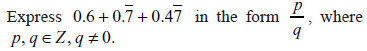 Express 0.6 + 0.7̅ + 0.47̅ in the form p/q, where
p, q ∈ Z, q ≠ 0.